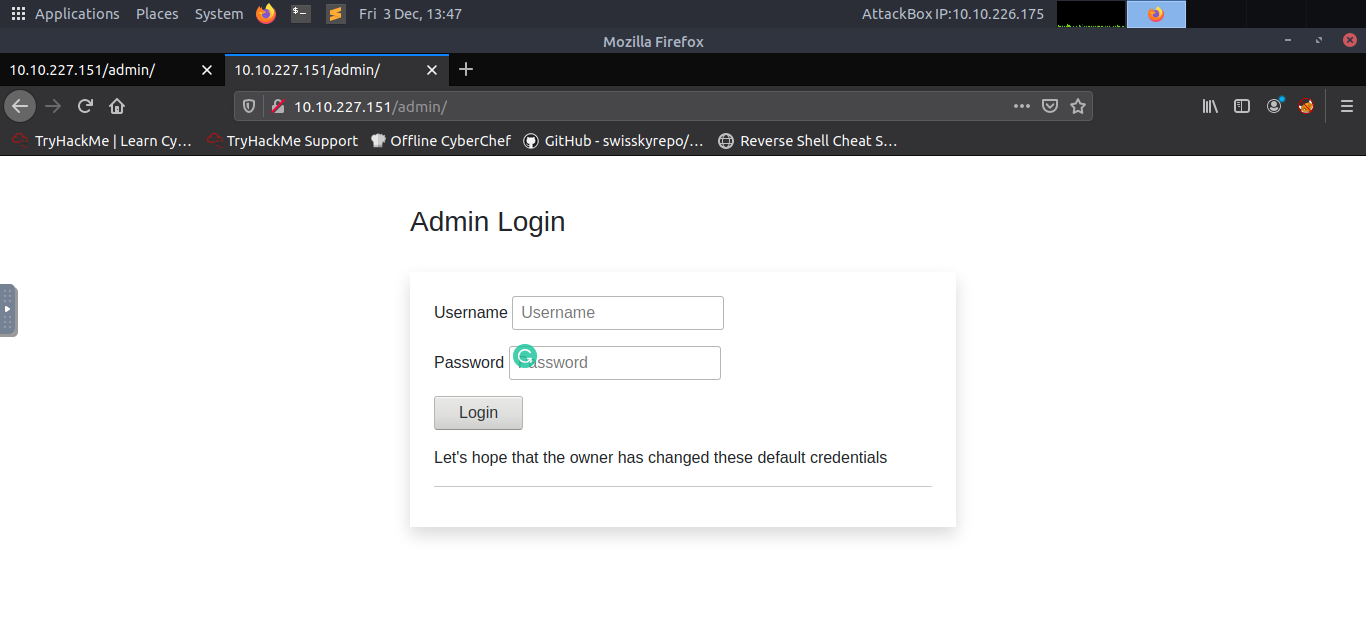 Applications Places System Fri 3 Dec, 13:47 AttackBox IP:10.10.226.175
Mozilla Firefox
10.10.227.151/admin/ 10.10.227.151/admin/
10.10.227.151/admin/
TryHackMe | Learn Cy… TryHackMe Support Offline CyberChef GitHub - swisskyrepo/… Reverse Shell Cheat S…
Admin Login
Username Username
Password Password
Login
Let's hope that the owner has changed these default credentials